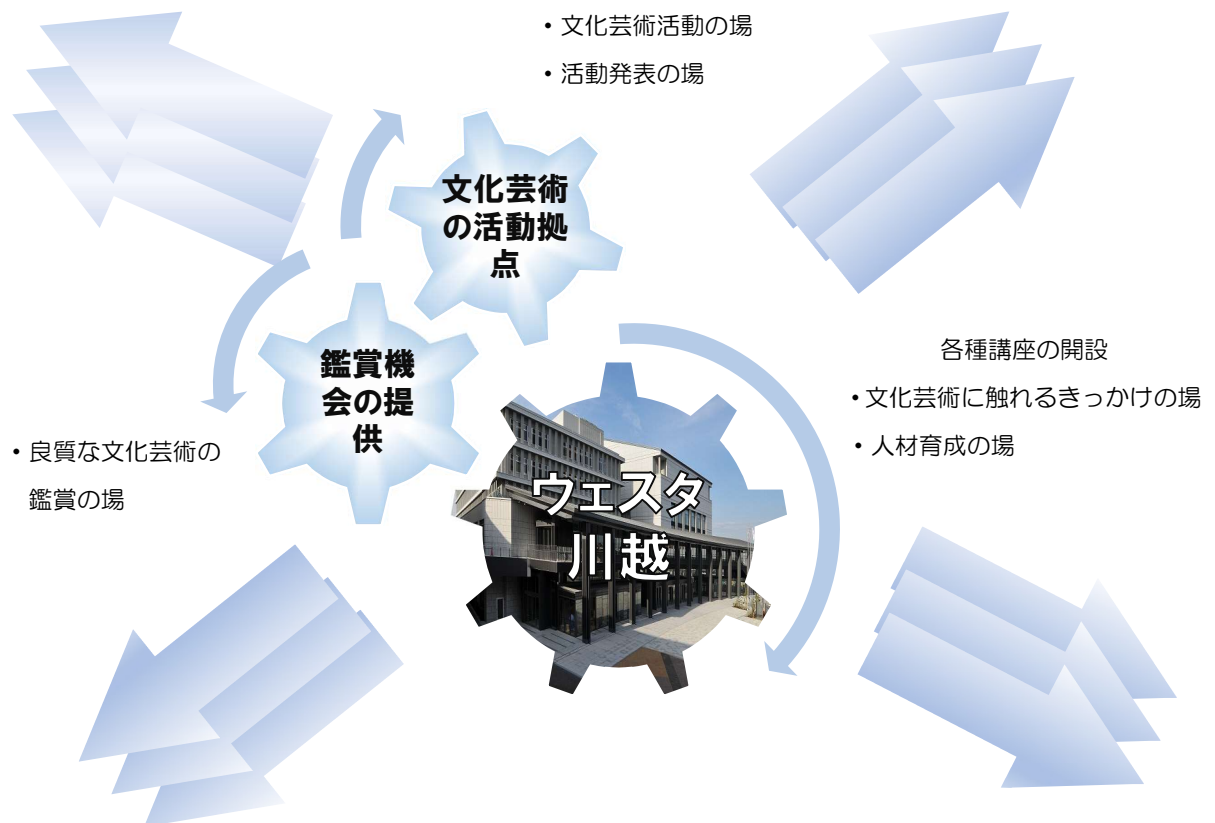 ・文化芸術活動の場
・活動発表の場
文化芸術
の活動拠
点
鑑賞機
会の提
供
・良質な文化芸術の
鑑賞の場
ウェスタ
川越
各種講座の開設
・文化芸術に触れるきっかけの場
・人材育成の場